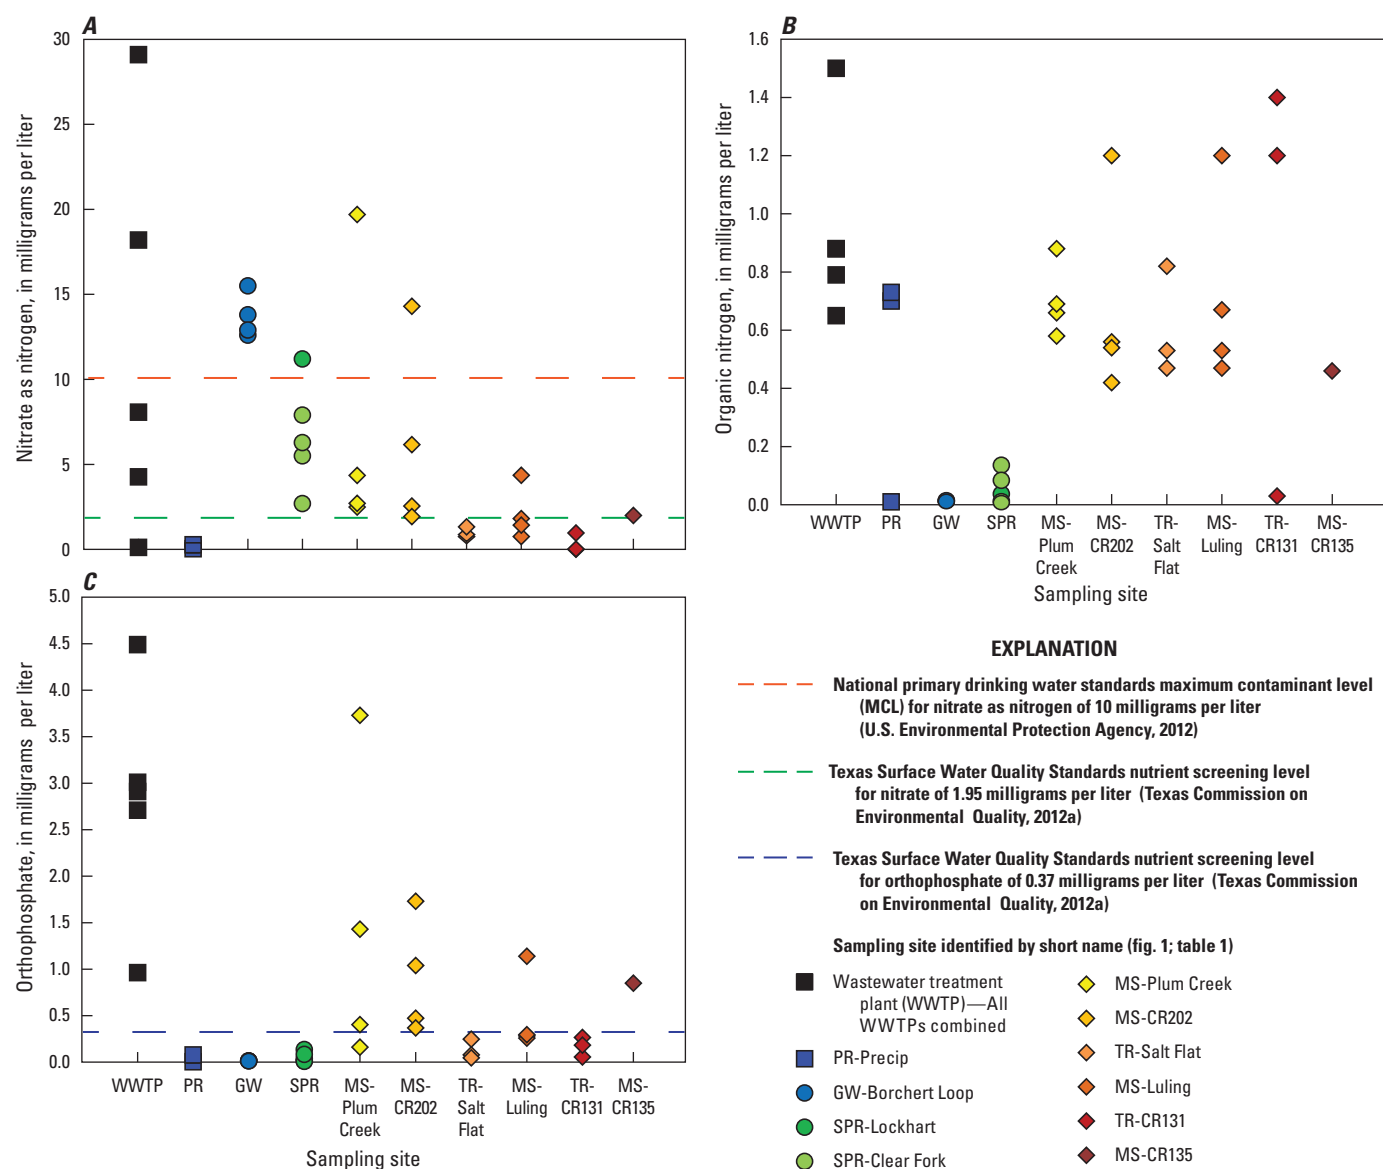 A
Nitrate as nitrogen, in milligrams per liter
30
25
20
15
10
5
0
B
Organic nitrogen, in milligrams per liter
1.6
1.4
1.2
1.0
0.8
0.6
0.4
0.2
0.0
WWTP PR GW SPR MS- MS- TR- MS- TR- MS-
Plum CR202 Salt Luling CR131 CR135
Creek Flat
Sampling site
C
Orthophosphate, in milligrams per liter
5.0
4.5
4.0
3.5
3.0
2.5
2.0
1.5
1.0
0.5
0.0
WWTP PR GW SPR MS- MS- TR- MS- TR- MS-
Plum CR202 Salt Luling CR131 CR135
Creek Flat
Sampling site
EXPLANATION
National primary drinking water standards maximum contaminant level
(MCL) for nitrate as nitrogen of 10 milligrams per liter
(U.S. Environmental Protection Agency, 2012)
Texas Surface Water Quality Standards nutrient screening level
for nitrate of 1.95 milligrams per liter (Texas Commission on
Environmental Quality, 2012a)
Texas Surface Water Quality Standards nutrient screening level
for orthophosphate of 0.37 milligrams per liter (Texas Commission
on Environmental Quality, 2012a)
Sampling site identified by short name (fig. 1; table 1)
Wastewater treatment
plant (WWTP)—All
WWTPs combined
PR-Precip
GW-Borchert Loop
SPR-Lockhart
SPR-Clear Fork
MS-Plum Creek
MS-CR202
TR-Salt Flat
MS-Luling
TR-CR131
MS-CR135